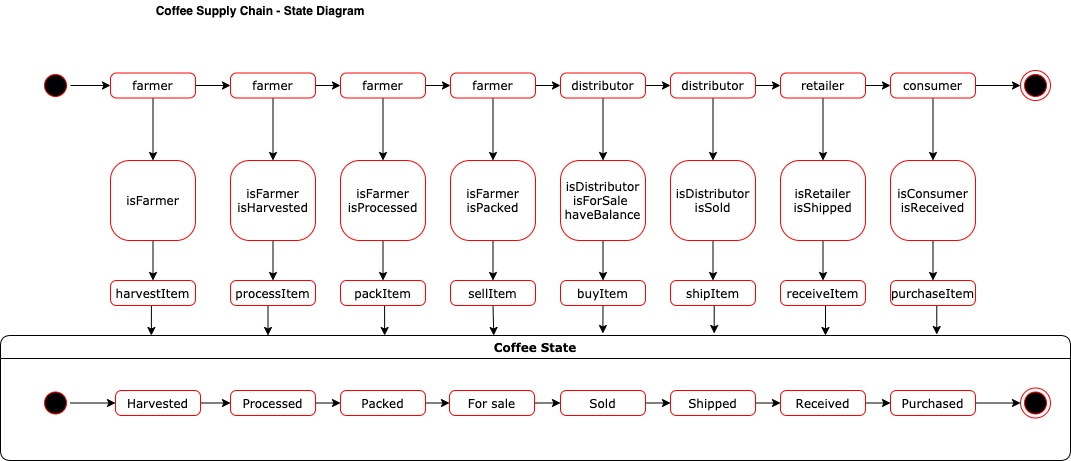 Coffee Supply Chain - State Diagram
farmer
farmer
farmer
farmer
distributor
distributor
retailer
consumer
isFarmer
isFarmer
isHarvested
isFarmer
isProcessed
isFarmer
isPacked
isDistributor
isForSale
haveBalance
isDistributor
isSold
isRetailer
isShipped
isConsumer
isReceived
harvestItem
processItem
packItem
sellItem
buyItem
shipItem
receiveItem
purchaseItem
Coffee State
Harvested
Processed
Packed
For sale
Sold
Shipped
Received
Purchased